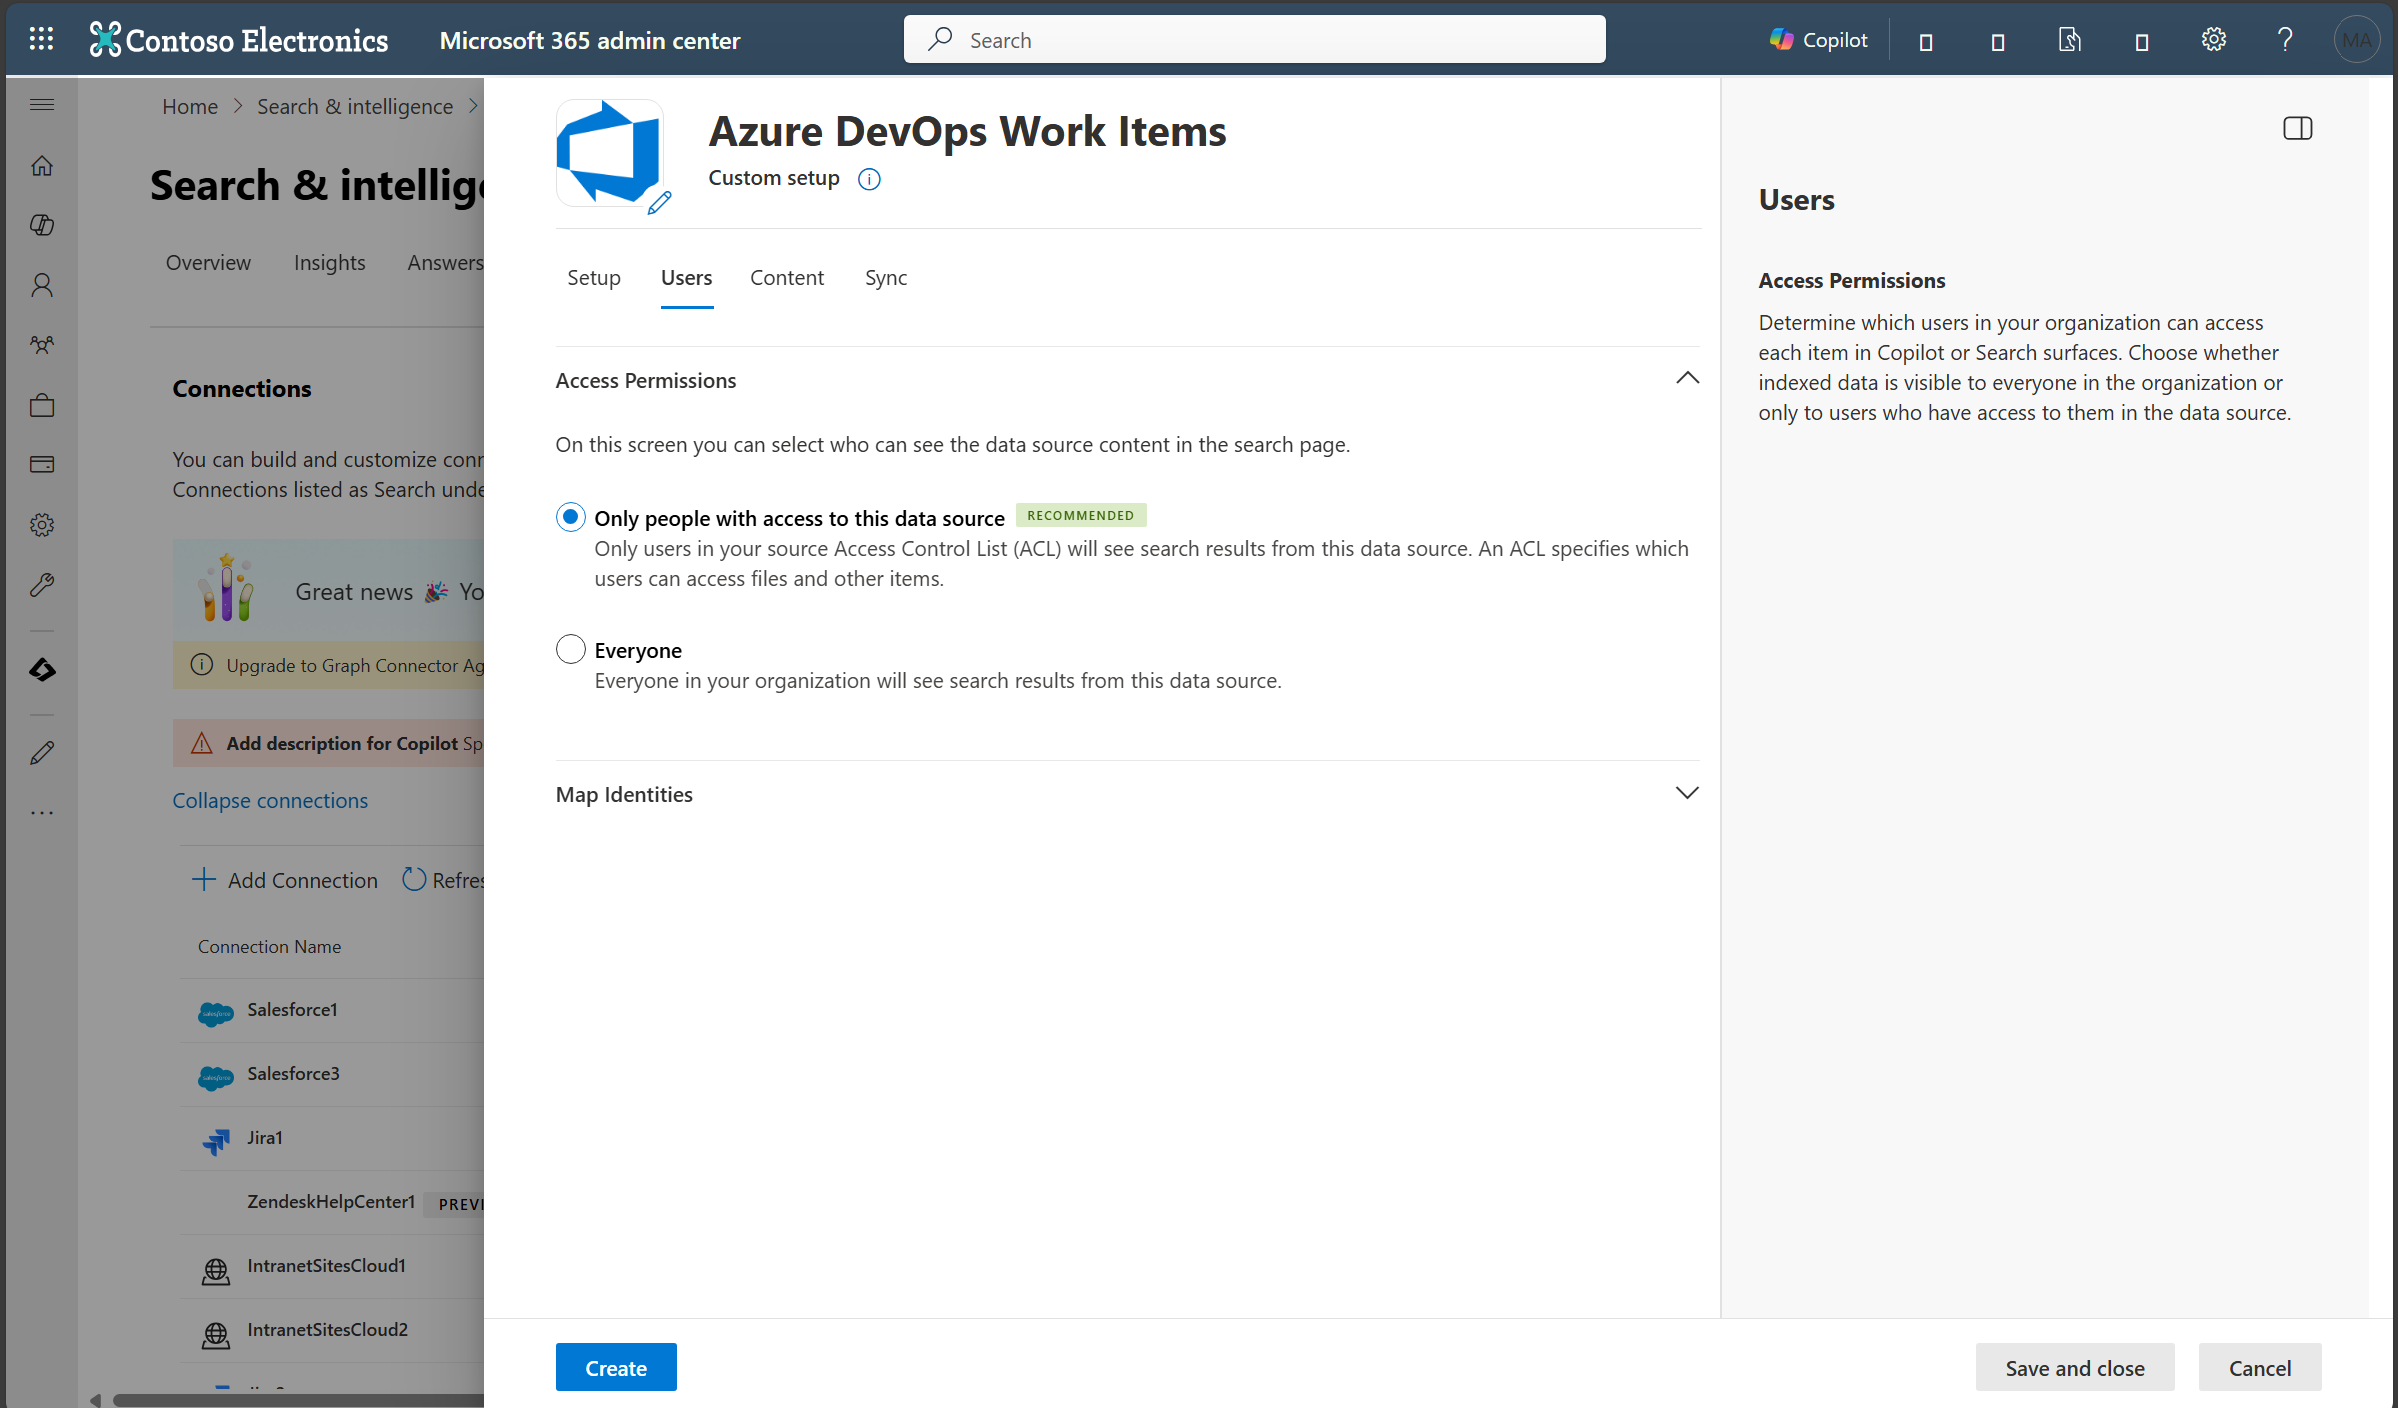 Contoso Electronics
Microsoft 365 admin center
Search
Copilot
MA
Home
Search & intelligence
Search & intellige
Overview
Insights
Answers
Connections
You can build and customize conn
Connections listed as Search unde
Great news 🎉 Yo
Upgrade to Graph Connector Ag
Add description for Copilot Sp
Collapse connections
Add Connection
Refres
Connection Name
Salesforce1
Salesforce3
Jira1
ZendeskHelpCenter1 PREVI
IntranetSitesCloud1
IntranetSitesCloud2
Azure DevOps Work Items
Custom setup
Setup
Users
Content
Sync
Access Permissions
On this screen you can select who can see the data source content in the search page.
Only people with access to this data source RECOMMENDED
Only users in your source Access Control List (ACL) will see search results from this data source. An ACL specifies which
users can access files and other items.
Everyone
Everyone in your organization will see search results from this data source.
Map Identities
Create
Save and close
Cancel
Users
Access Permissions
Determine which users in your organization can access
each item in Copilot or Search surfaces. Choose whether
indexed data is visible to everyone in the organization or
only to users who have access to them in the data source.